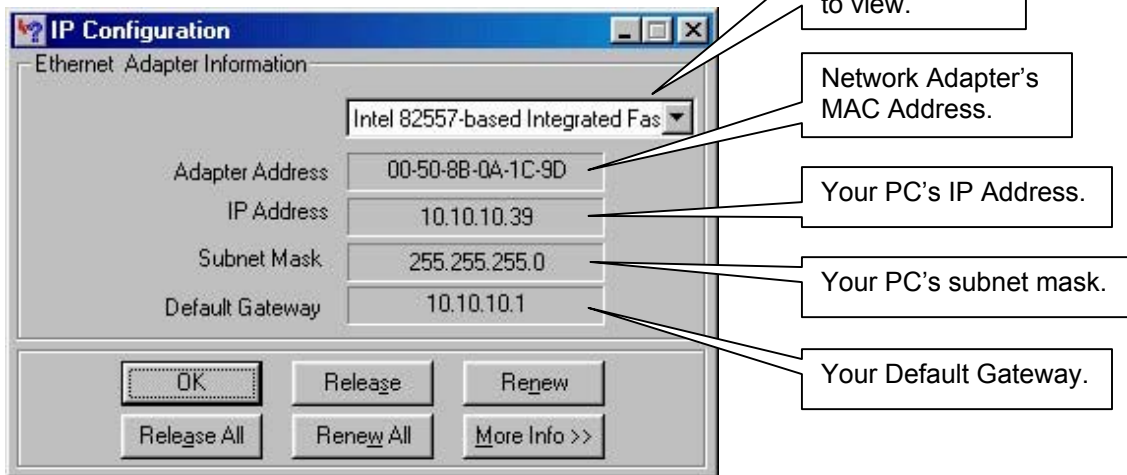 to view.
IP Configuration
Ethernet Adapter Information
Intel 82557-based Integrated Fas
Network Adapter's
MAC Address.
Adapter Address 00-50-8B-0A-1C-9D
IP Address 10.10.10.39
Your PC's IP Address.
Subnet Mask 255.255.255.0
Your PC's subnet mask.
Default Gateway 10.10.10.1
Your Default Gateway.
OK Release Renew
Release All Renew All More Info >>